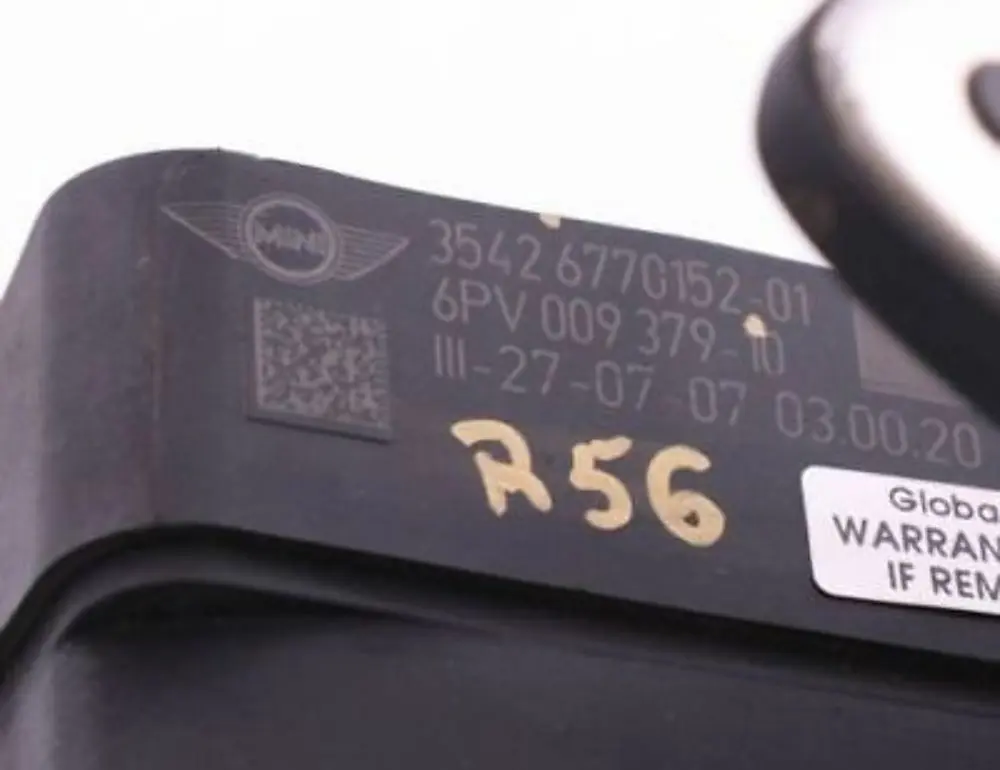 MINI
3542 6770152-01
6PV 009 379-10
III-27-07-07 03.00.20
R56
Globa
WARRAN
IF REM